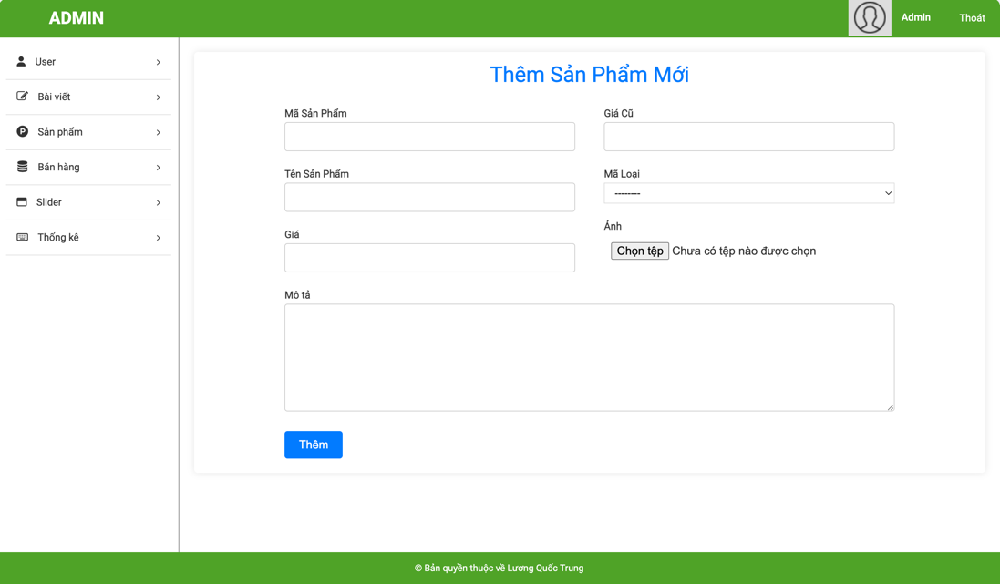 ADMIN
Admin
Thoát
User
Bài viết
Sản phẩm
Bán hàng
Slider
Thống kê
Thêm Sản Phẩm Mới
Mã Sản Phẩm
Giá Cũ
Tên Sản Phẩm
Mã Loại
--------
Giá
Ảnh
Chọn tệp Chưa có tệp nào được chọn
Mô tả
Thêm
© Bản quyền thuộc về Lương Quốc Trung